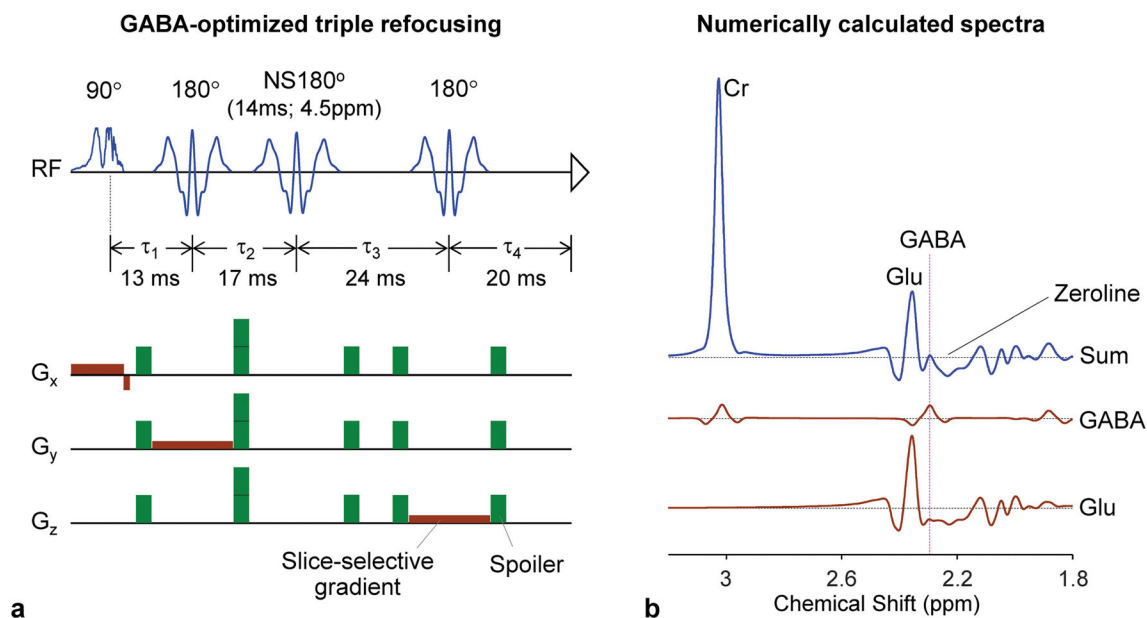 GABA-optimized triple refocusing
90° 180° NS180° 180°
(14ms; 4.5ppm)
RF
τ1 τ2 τ3 τ4
13 ms 17 ms 24 ms 20 ms
Gx
Gy
Gz
Slice-selective
gradient
Spoiler
a
Numerically calculated spectra
Cr
GABA
Glu
Zeroline
Sum
GABA
Glu
3 2.6 2.2 1.8
Chemical Shift (ppm)
b